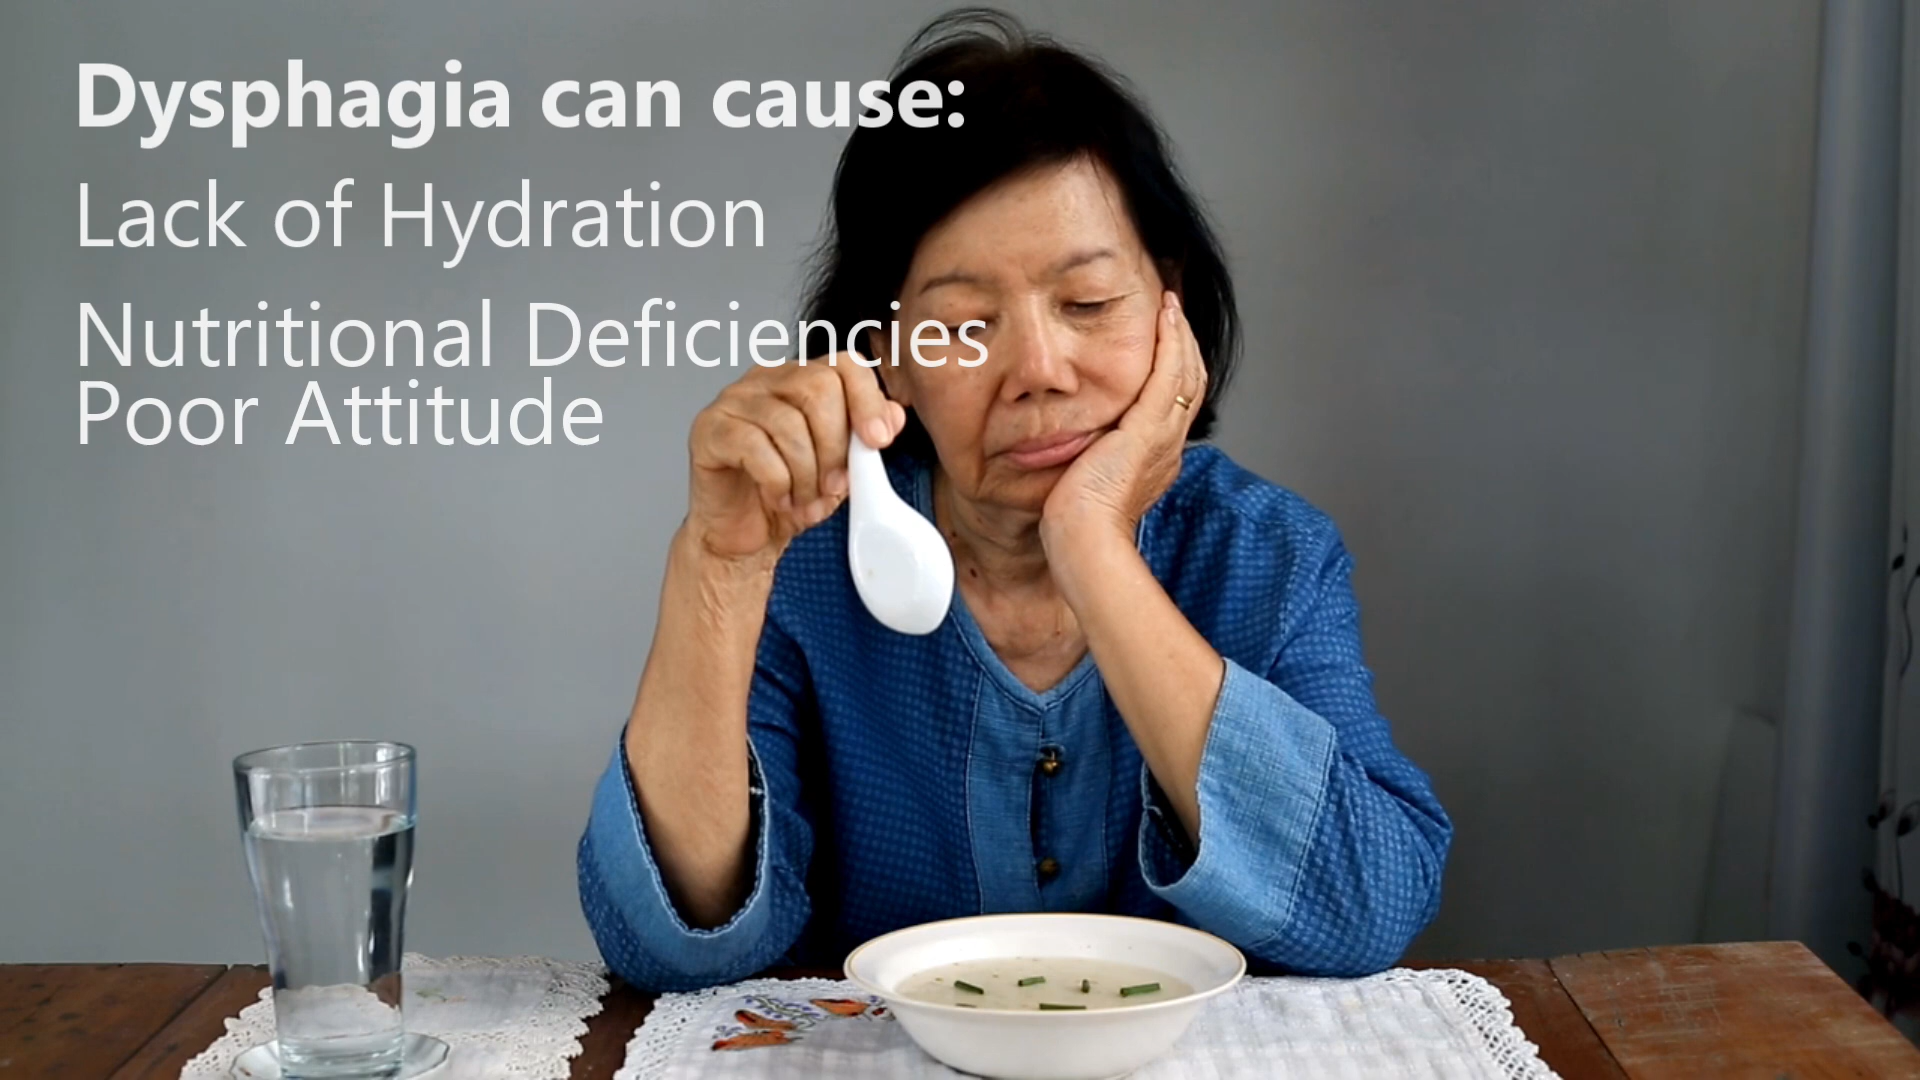 Dysphagia can cause:
Lack of Hydration
Nutritional Deficiencies
Poor Attitude